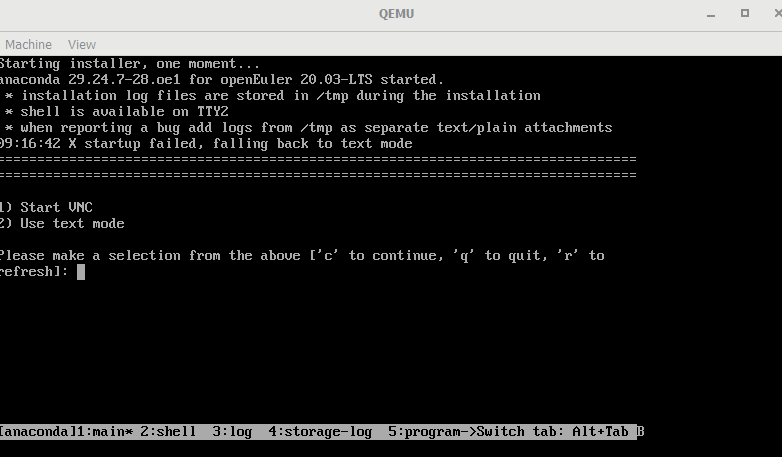 QEMU
Machine View
Starting installer, one moment...
anaconda 29.24.7-28.oe1 for openEuler 20.03-LTS started.
* installation log files are stored in /tmp during the installation
* shell is available on TTY2
* when reporting a bug add logs from /tmp as separate text/plain attachments
09:16:42 X startup failed, falling back to text mode
================================================================================
================================================================================
1) Start VNC
2) Use text mode
Please make a selection from the above ['c' to continue, 'q' to quit, 'r' to
refresh]:
[anaconda]1:main* 2:shell  3:log  4:storage-log  5:program->Switch tab: Alt+Tab B